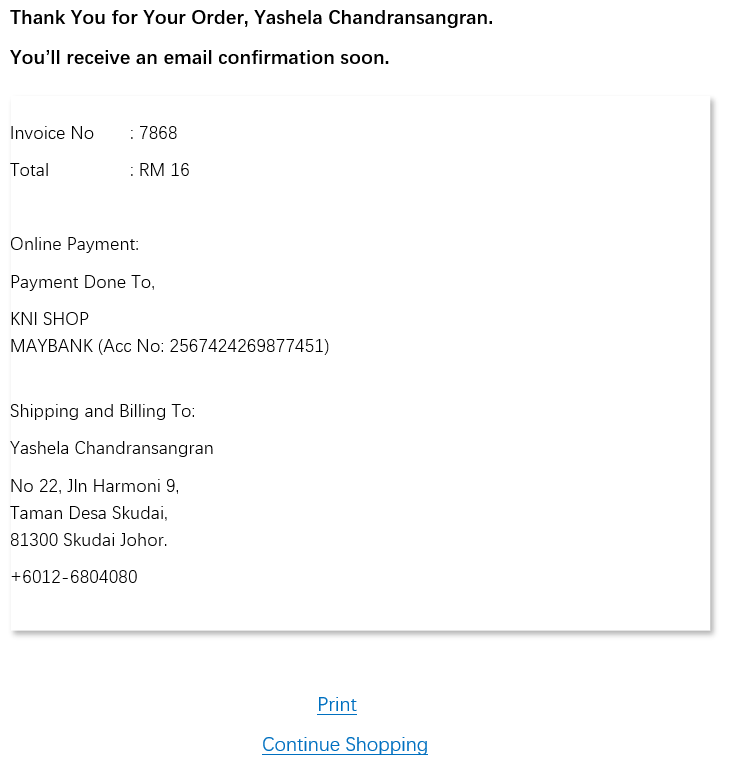 Thank You for Your Order, Yashela Chandransangran.
You’ll receive an email confirmation soon.
Invoice No : 7868
Total : RM 16
Online Payment:
Payment Done To,
KNI SHOP
MAYBANK (Acc No: 2567424269877451)
Shipping and Billing To:
Yashela Chandransangran
No 22, Jln Harmoni 9,
Taman Desa Skudai,
81300 Skudai Johor.
+6012-6804080
Print
Continue Shopping